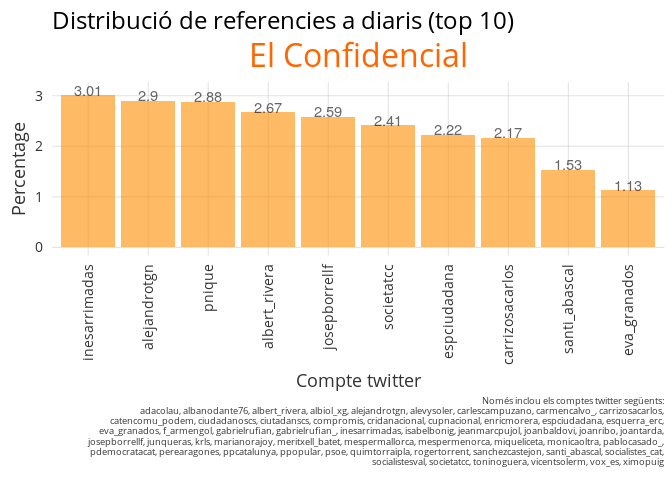 Distribució de referencies a diaris (top 10)
El Confidencial
Percentage
3
2
1
0
3.01
2.9
2.88
2.67
2.59
2.41
2.22
2.17
1.53
1.13
inesarrimadas
alejandrotgn
pnique
albert_rivera
josepborrellf
societatcc
espciudadana
carrizosacarlos
santi_abascal
eva_granados
Compte twitter
Només inclou els comptes twitter següents:
adacolau, albanodante76, albert_rivera, albiol_xg, alejandrotgn, alevysoler, carlescampuzano, carmencalvo_, carrizosacarlos,
catencomu_podem, ciudadanoscs, ciutadanscs, compromis, cridanacional, cupnacional, enricmorera, espciudadana, esquerra_erc,
eva_granados, f_armengol, gabrielrufian, gabrielrufian_, inesarrimadas, isabelbonig, jeanmarcpujol, joanbaldovi, joanribo, joantarda,
josepborrellf, junqueras, krls, marianorajoy, meritxell_batet, mespermallorca, mespermenorca, miqueliceta, monicaoltra, pablocasado_,
pdemocratacat, perearagones, ppcatalunya, ppopular, psoe, quimtorraipla, rogertorrent, sanchezcastejon, santi_abascal, socialistes_cat,
socialistesval, societatcc, toninoguera, vicentsolerm, vox_es, ximopuig